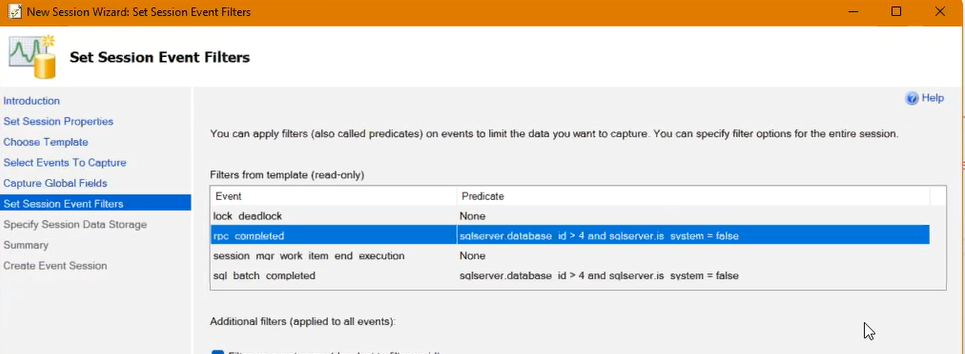 New Session Wizard: Set Session Event Filters
Set Session Event Filters
Introduction
Set Session Properties
Choose Template
Select Events To Capture
Capture Global Fields
Set Session Event Filters
Specify Session Data Storage
Summary
Create Event Session
Help
You can apply filters (also called predicates) on events to limit the data you want to capture. You can specify filter options for the entire session.
Filters from template (read-only)
Event Predicate
lock_deadlock None
rpc_completed sqlserver.database_id > 4 and sqlserver.is_system = false
session_mgr_work_item_end_execution None
sql_batch_completed sqlserver.database_id > 4 and sqlserver.is_system = false
Additional filters (applied to all events):